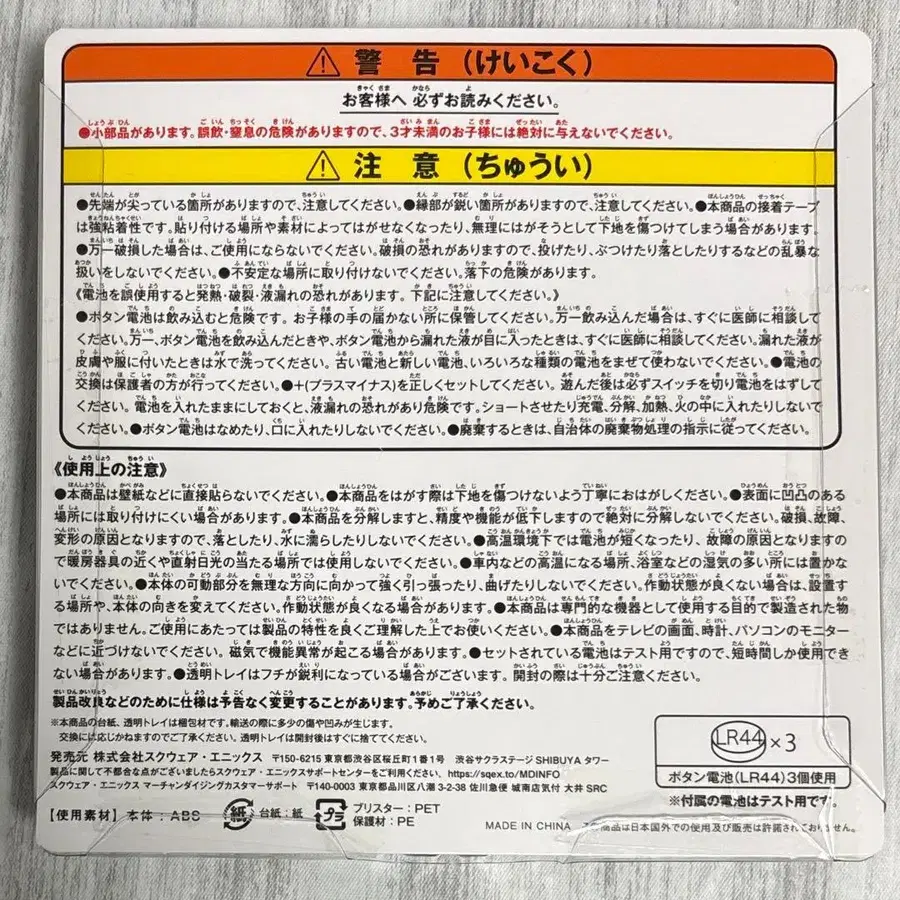 ⚠ 警告(けいこく)
お客様へ 必ずお読みください。
●小部品があります。誤飲・窒息の危険がありますので、3才未満のお子様には絶対に与えないでください。
⚠ 注意(ちゅうい)
●先端が尖っている箇所がありますので、注意してください。●縁部が鋭い箇所がありますので、注意してください。●本商品の接着テープ
は強粘着性です。貼り付ける場所や素材によってはがせなくなったり、無理にはがそうとして下地を傷つけてしまう場合があります。
●万一破損した場合は、ご使用にならないでください。破損の恐れがありますので、投げたり、ぶつけたり落としたりするなどの乱暴な
扱いをしないでください。●不安定な場所に取り付けないでください。落下の危険があります。
《電池を誤使用すると発熱・破裂・液漏れの恐れがあります。下記に注意してください。》
●ボタン電池は飲み込むと危険です。お子様の手の届かない所に保管してください。万一飲み込んだ場合は、すぐに医師に相談して
ください。万一、ボタン電池を飲み込んだときや、ボタン電池から漏れた液が目に入ったときは、すぐに医師に相談してください。漏れた液が
皮膚や服に付いたときは水で洗ってください。古い電池と新しい電池、いろいろな種類の電池をまぜて使わないでください。●電池の
交換は保護者の方が行ってください。●+-(プラスマイナス)を正しくセットしてください。遊んだ後は必ずスイッチを切り電池をはずして
ください。電池を入れたままにしておくと、液漏れの恐れがあり危険です。ショートさせたり充電、分解、加熱、火の中に入れたりしないで
ください。●ボタン電池はなめたり、口に入れたりしないでください。●廃棄するときは、自治体の廃棄物処理の指示に従ってください。
《使用上の注意》
●本商品は壁紙などに直接貼らないでください。●本商品をはがす際は下地を傷つけないよう丁寧におはがしください。●表面に凹凸のある
場所には取り付けにくい場合があります。●本商品を分解しますと、精度や機能が低下しますので絶対に分解しないでください。破損、故障、
変形の原因となりますので、落としたり、水に濡らしたりしないでください。●高温環境下では電池が短くなったり、故障の原因となりますの
で暖房器具の近くや直射日光の当たる場所では使用しないでください。●車内などの高温になる場所、浴室などの湿気の多い所には置かな
いでください。●本体の可動部分を無理な方向に向かって強く引っ張ったり、曲げたりしないでください。作動状態が良くない場合は、設置す
る場所や、本体の向きを変えてください。作動状態が良くなる場合があります。●本商品は専門的な機器として使用する目的で製造された物
ではありません。ご使用にあたっては製品の特性を良くご理解した上でお使いください。●本商品をテレビの画面、時計、パソコンのモニター
などに近づけないでください。磁気で機能異常が起こる場合があります。●セットされている電池はテスト用ですので、短時間しか使用でき
ない場合があります。●透明トレイはフチが鋭利になっている場合がございます。開封の際は十分ご注意ください。
製品改良などのために仕様は予告なく変更することがあります。予めご了承ください。
※本商品の台紙、透明トレイは梱包材です。輸送の際に多少の傷や凹みが生じます。
交換には応じかねますのでご了承ください。透明トレイは開封後はすぐに捨ててください。
発売元 株式会社スクウェア・エニックス 〒150-6215 東京都渋谷区桜丘町1番1号 渋谷サクラステージ SHIBUYA タワー
製品に関して不都合な点がございましたらスクウェア・エニックスサポートセンターをご利用ください。https://sqex.to/MDINFO
スクウェア・エニックス マーチャンダイジングカスタマーサポート 〒140-0003 東京都品川区八潮 3-2-38 佐川急便 城南店気付 大井 SRC
LR44×3
ボタン電池(LR44)3個使用
※付属の電池はテスト用です。
【使用素材】本体:ABS 紙 台紙:紙 プラ ブリスター:PET
保護材:PE
MADE IN CHINA この商品は日本国外での使用及び販売は許諾されておりません。